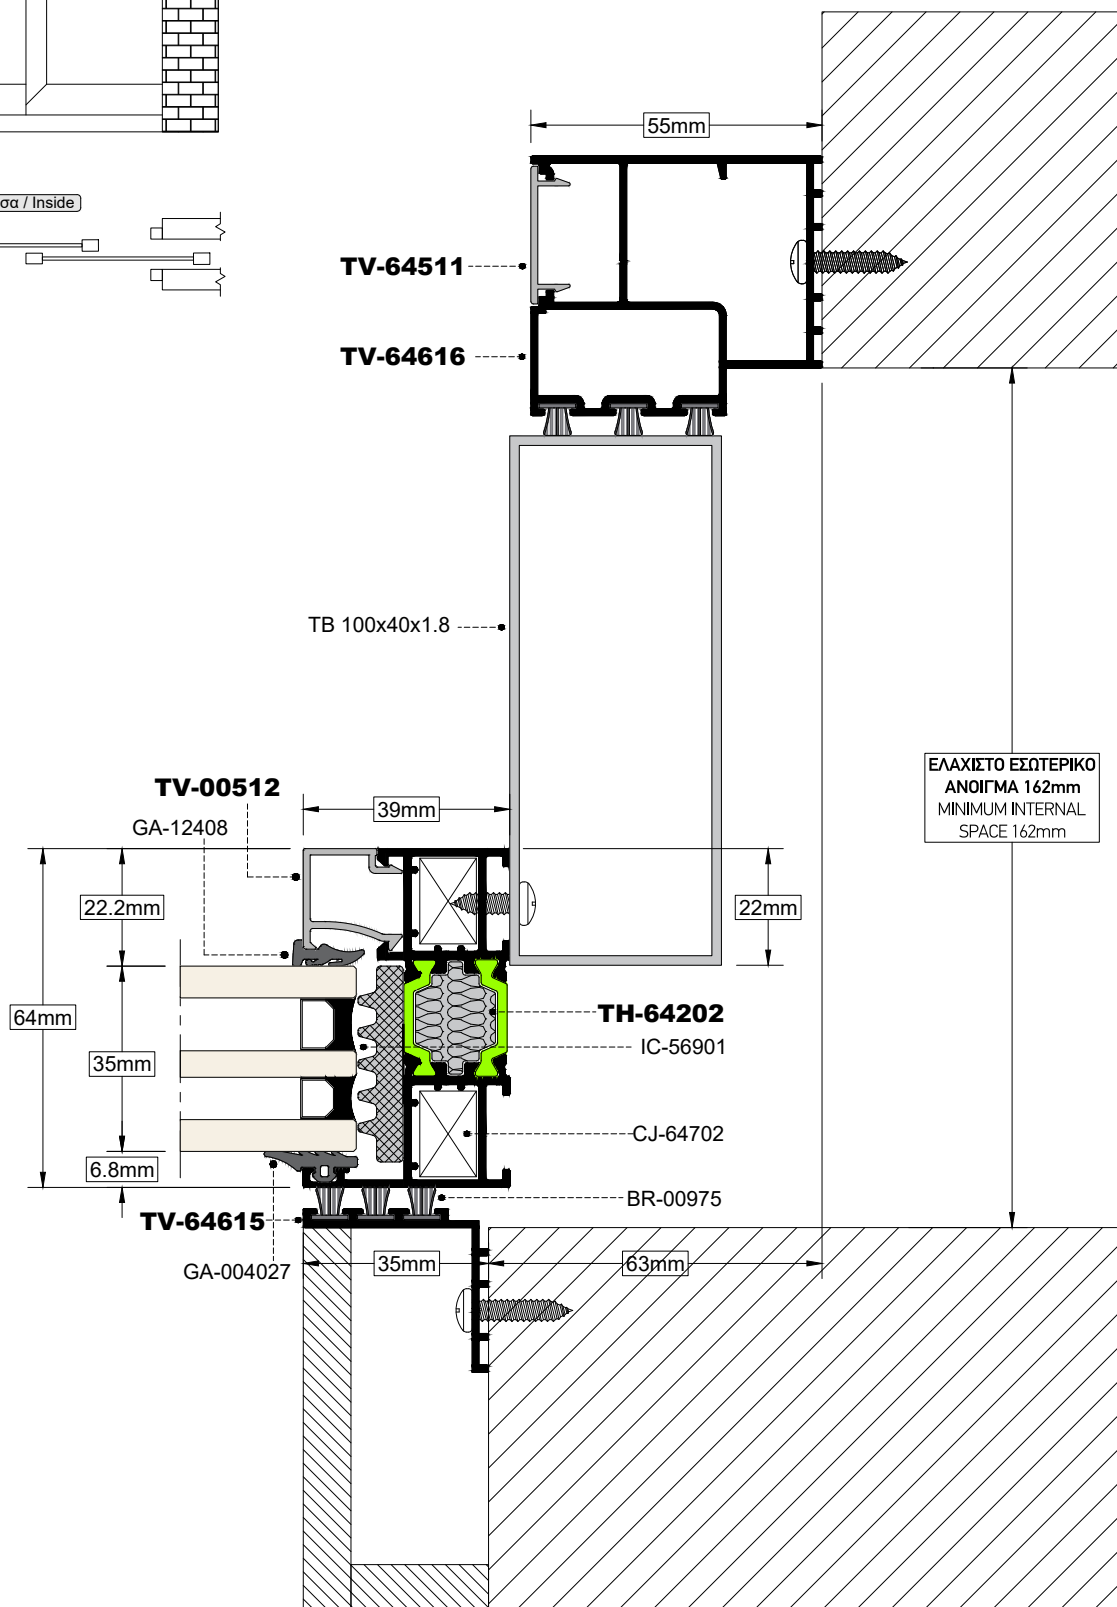 σα / Inside
55mm
TV-64511
TV-64616
TB 100x40x1.8
ΕΛΑΧΙΣΤΟ ΕΣΩΤΕΡΙΚΟ
ΑΝΟΙΓΜΑ 162mm
MINIMUM INTERNAL
SPACE 162mm
TV-00512
39mm
GA-12408
22.2mm
22mm
64mm
TH-64202
IC-56901
35mm
CJ-64702
6.8mm
BR-00975
TV-64615
GA-004027
35mm
63mm